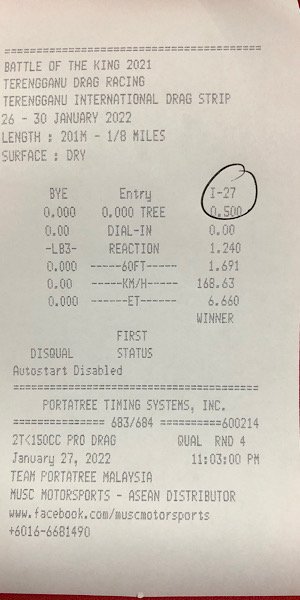 ========================================
BATTLE OF THE KING 2021
TERENGGANU DRAG RACING
TERENGGANU INTERNATIONAL DRAG STRIP
26 - 30 JANUARY 2022
LENGTH : 201M - 1/8 MILES
SURFACE : DRY
BYE Entry I-27
0.000 0.000 TREE 0.500
0.00 DIAL-IN 0.00
-LB3- REACTION 1.240
0.000 ------60FT------ 1.691
0.00 ------KM/H------ 168.63
0.000 ------ET------ 6.660
WINNER
FIRST
DISQUAL STATUS
Autostart Disabled
========================================
PORTATREE TIMING SYSTEMS, INC.
============== 683/684 ==========600214
2T<150CC PRO DRAG QUAL RND 4
January 27, 2022 11:03:00 PM
TEAM PORTATREE MALAYSIA
MUSC MOTORSPORTS - ASEAN DISTRIBUTOR
www.facebook.com/muscmotorsports
+6016-6681490